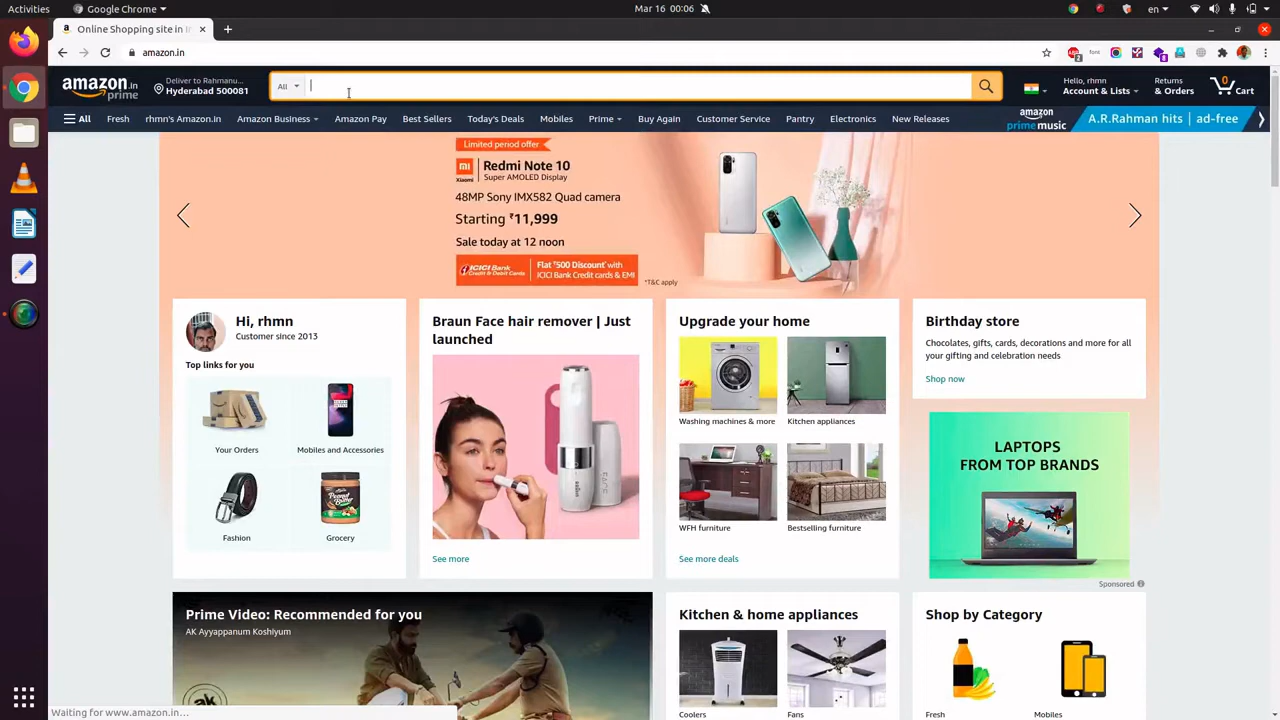 Activities
Google Chrome
Mar 16 00:06
en
Online Shopping site in I
amazon.in
amazon.in
prime
Deliver to Rahmanu...
Hyderabad 500081
All
Hello, rhmn
Account & Lists
Returns
& Orders
0
Cart
All
Fresh
rhmn's Amazon.in
Amazon Business
Amazon Pay
Best Sellers
Today's Deals
Mobiles
Prime
Buy Again
Customer Service
Pantry
Electronics
New Releases
amazon
prime music
A.R.Rahman hits | ad-free
Limited period offer
mi
Xiaomi
Redmi Note 10
Super AMOLED Display
48MP Sony IMX582 Quad camera
Starting ₹11,999
Sale today at 12 noon
ICICI Bank
Credit & Debit Cards
Flat ₹500 Discount* with
ICICI Bank Credit cards & EMI
*T&C apply
Hi, rhmn
Customer since 2013
Top links for you
Your Orders
Mobiles and Accessories
Fashion
Grocery
Braun Face hair remover | Just
launched
See more
Upgrade your home
Washing machines & more
Kitchen appliances
WFH furniture
Bestselling furniture
See more deals
Birthday store
Chocolates, gifts, cards, decorations and more for all
your gifting and celebration needs
Shop now
LAPTOPS
FROM TOP BRANDS
Sponsored
Prime Video: Recommended for you
AK Ayyappanum Koshiyum
Kitchen & home appliances
Coolers
Fans
Shop by Category
Fresh
Mobiles
Waiting for www.amazon.in...